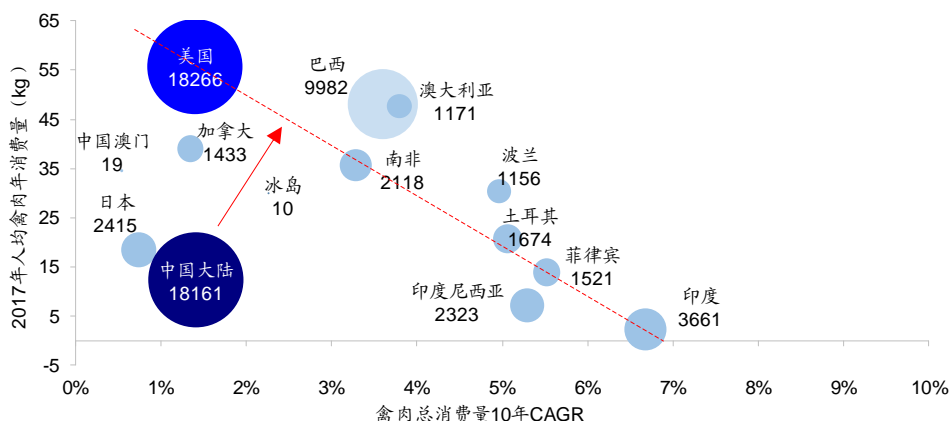 2017年人均禽肉年消费量（kg）
65
55
45
35
25
15
5
-5
美国
18266
巴西
9982
澳大利亚
1171
中国澳门
19
加拿大
1433
南非
2118
波兰
1156
冰岛
10
日本
2415
土耳其
1674
中国大陆
18161
菲律宾
1521
印度尼西亚
2323
印度
3661
0%
1%
2%
3%
4%
5%
6%
7%
8%
9%
10%
禽肉总消费量10年CAGR